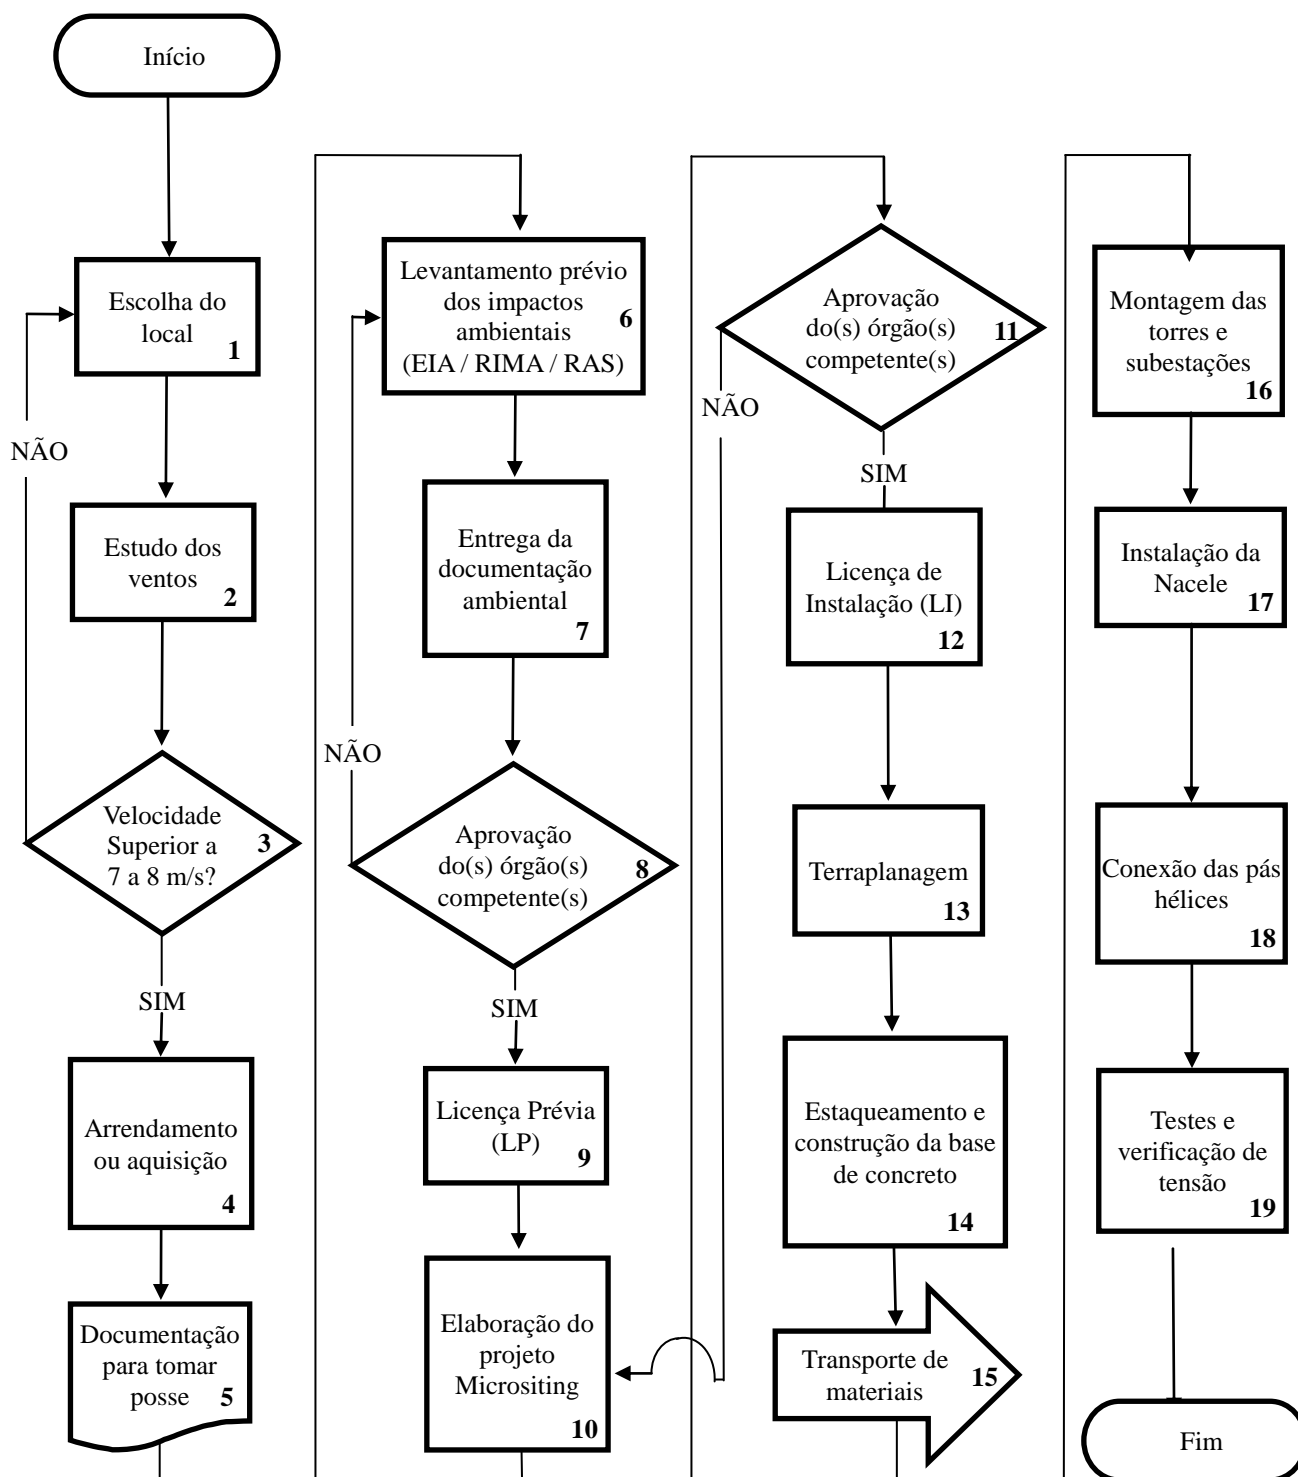 Início
Escolha do
local
1
NÃO
Estudo dos
ventos
2
Velocidade
Superior a
7 a 8 m/s?
3
SIM
Arrendamento
ou aquisição
4
Documentação
para tomar
posse
5
Levantamento prévio
dos impactos
ambientais
(EIA / RIMA / RAS)
6
Entrega da
documentação
ambiental
7
NÃO
Aprovação
do(s) órgão(s)
competente(s)
8
SIM
Licença Prévia
(LP)
9
Elaboração do
projeto
Micrositing
10
Aprovação
do(s) órgão(s)
competente(s)
11
NÃO
SIM
Licença de
Instalação (LI)
12
Terraplanagem
13
Estaqueamento e
construção da base
de concreto
14
Transporte de
materiais
15
Montagem das
torres e
subestações
16
Instalação da
Nacele
17
Conexão das pás
hélices
18
Testes e
verificação de
tensão
19
Fim